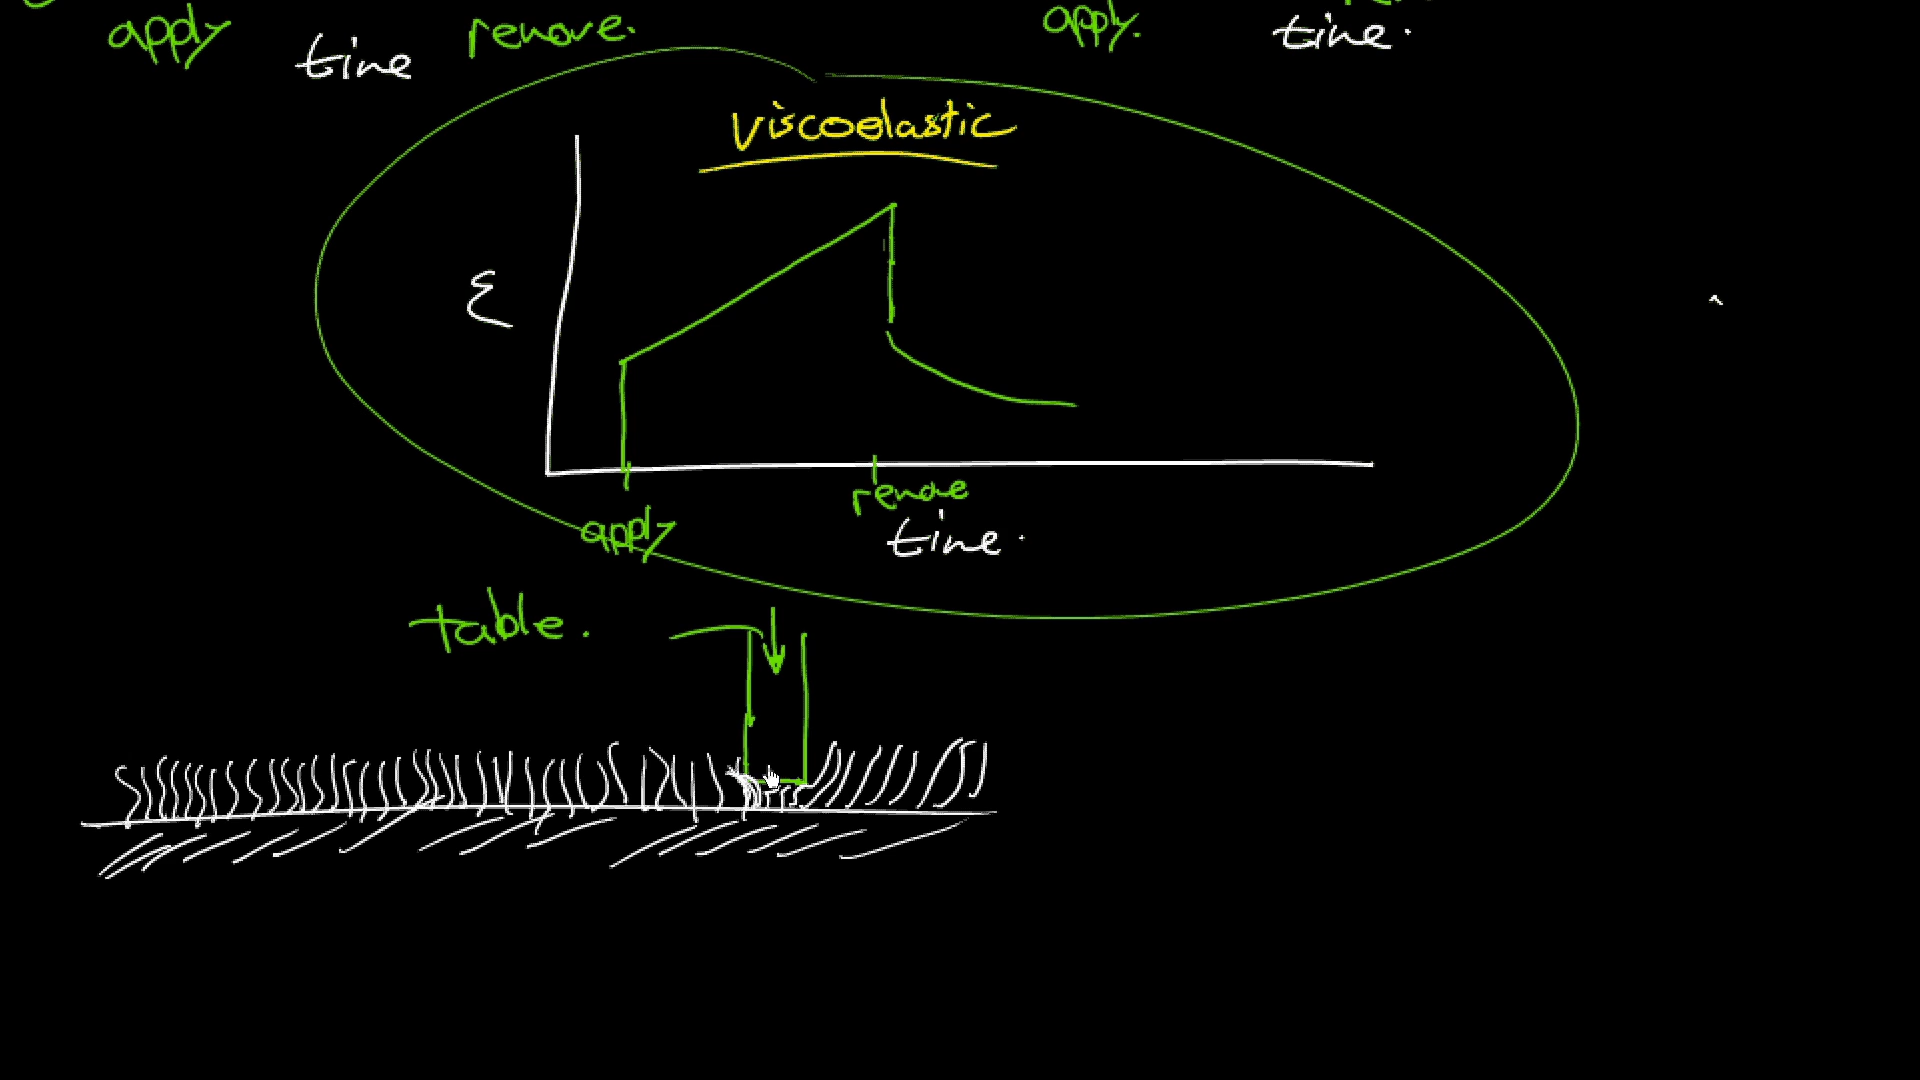 apply
remove.
apply.
time
time.
viscoelastic
ε
remove
apply
time.
table.